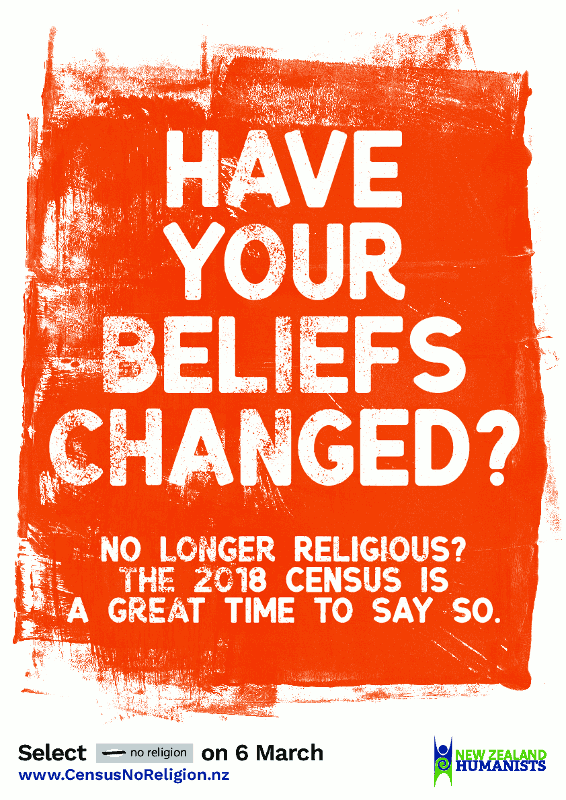 HAVE
YOUR
BELIEFS
CHANGED?
NO LONGER RELIGIOUS?
THE 2018 CENSUS IS
A GREAT TIME TO SAY SO.
Select no religion on 6 March
www.CensusNoReligion.nz
NEW ZEALAND
HUMANISTS